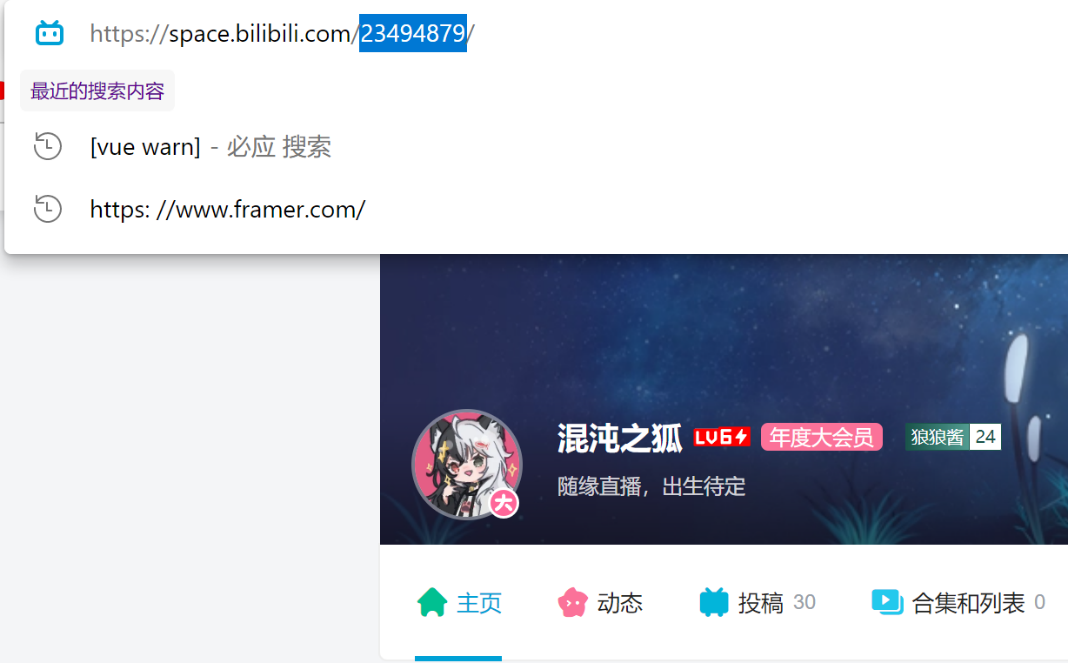 https://space.bilibili.com/23494879/
最近的搜索内容
[vue warn] - 必应 搜索
https: //www.framer.com/
混沌之狐 LV6 年度大会员 狼狼酱 24
随缘直播，出生待定
大
主页 动态 投稿 30 合集和列表 0